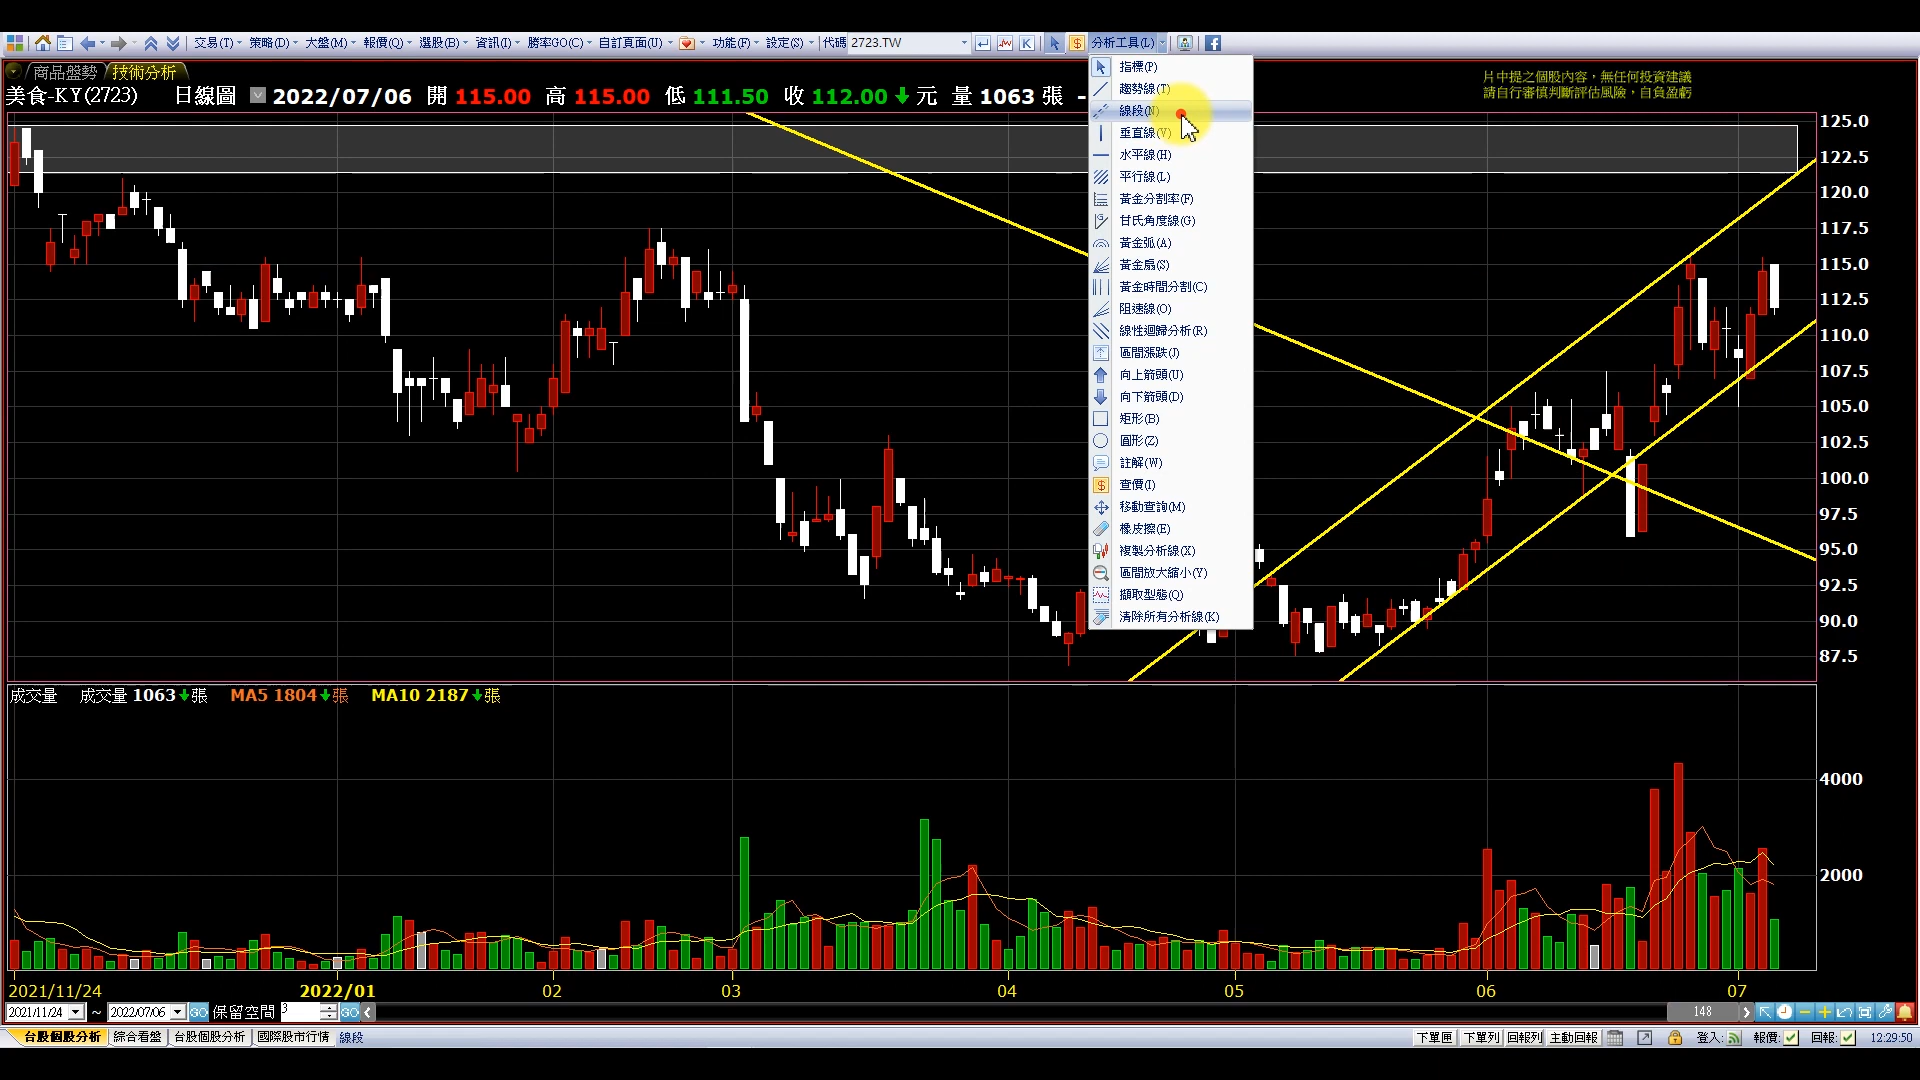 交易(T) 策略(D) 大盤(M) 報價(Q) 選股(B) 資訊(I) 勝率GO(C) 自訂頁面(U) 功能(F) 設定(S) 代碼 2723.TW K $ 分析工具(L)
商品盤勢 技術分析
片中提之個股內容，無任何投資建議
請自行審慎判斷評估風險，自負盈虧
美食-KY(2723) 日線圖 2022/07/06 開 115.00 高 115.00 低 111.50 收 112.00 元 量 1063 張 -
指標(P)
趨勢線(T)
線段(N)
垂直線(V)
水平線(H)
平行線(L)
黃金分割率(F)
甘氏角度線(G)
黃金弧(A)
黃金扇(S)
黃金時間分割(C)
阻速線(O)
線性迴歸分析(R)
區間漲跌(J)
向上箭頭(U)
向下箭頭(D)
矩形(B)
圓形(Z)
註解(W)
查價(I)
移動查詢(M)
橡皮擦(E)
複製分析線(X)
區間放大縮小(Y)
擷取型態(Q)
清除所有分析線(K)
125.0
122.5
120.0
117.5
115.0
112.5
110.0
107.5
105.0
102.5
100.0
97.5
95.0
92.5
90.0
87.5
成交量 成交量 1063 張 MA5 1804 張 MA10 2187 張
4000
2000
2021/11/24 2022/01 02 03 04 05 06 07
2021/11/24 ~ 2022/07/06 GO 保留空間 3 GO 148
台股個股分析 綜合看盤 台股個股分析 國際股市行情 線段 下單匣 下單列 回報列 主動回報 登入: 報價: 回報: 12:29:50